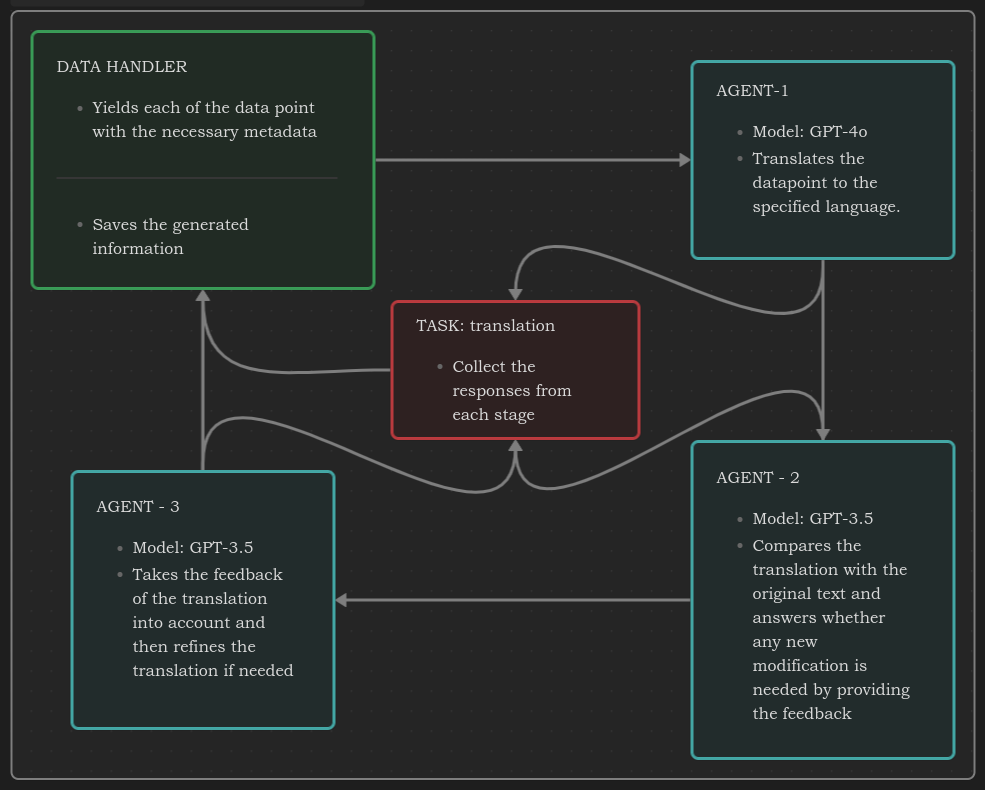 DATA HANDLER
Yields each of the data point
with the necessary metadata
Saves the generated
information
AGENT-1
Model: GPT-4o
Translates the
datapoint to the
specified language.
TASK: translation
Collect the
responses from
each stage
AGENT - 3
Model: GPT-3.5
Takes the feedback
of the translation
into account and
then refines the
translation if needed
AGENT - 2
Model: GPT-3.5
Compares the
translation with the
original text and
answers whether
any new
modification is
needed by providing
the feedback